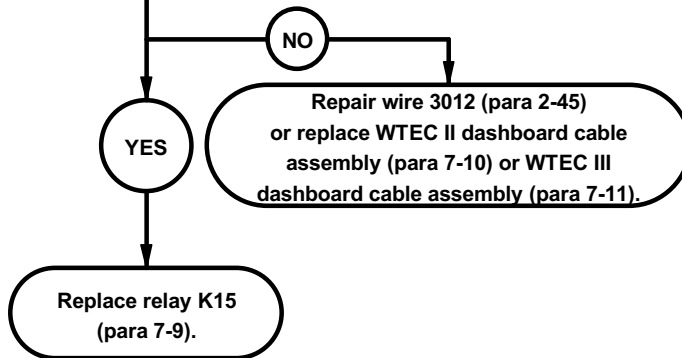 NO
Repair wire 3012 (para 2-45)
or replace WTEC II dashboard cable
assembly (para 7-10) or WTEC III
dashboard cable assembly (para 7-11).
YES
Replace relay K15
(para 7-9).